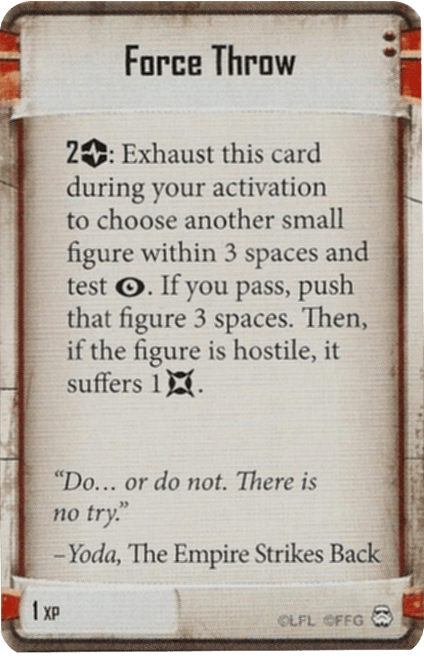 Force Throw
2: Exhaust this card
during your activation
to choose another small
figure within 3 spaces and
test . If you pass, push
that figure 3 spaces. Then,
if the figure is hostile, it
suffers 1 .
“Do… or do not. There is
no try.”
–Yoda, The Empire Strikes Back
1 XP
©LFL ©FFG